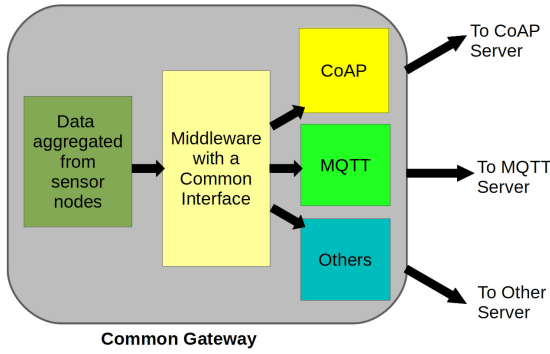 Data
aggregated
from
sensor
nodes
Middleware
with a
Common
Interface
CoAP
MQTT
Others
To CoAP
Server
To MQTT
Server
To Other
Server
Common Gateway